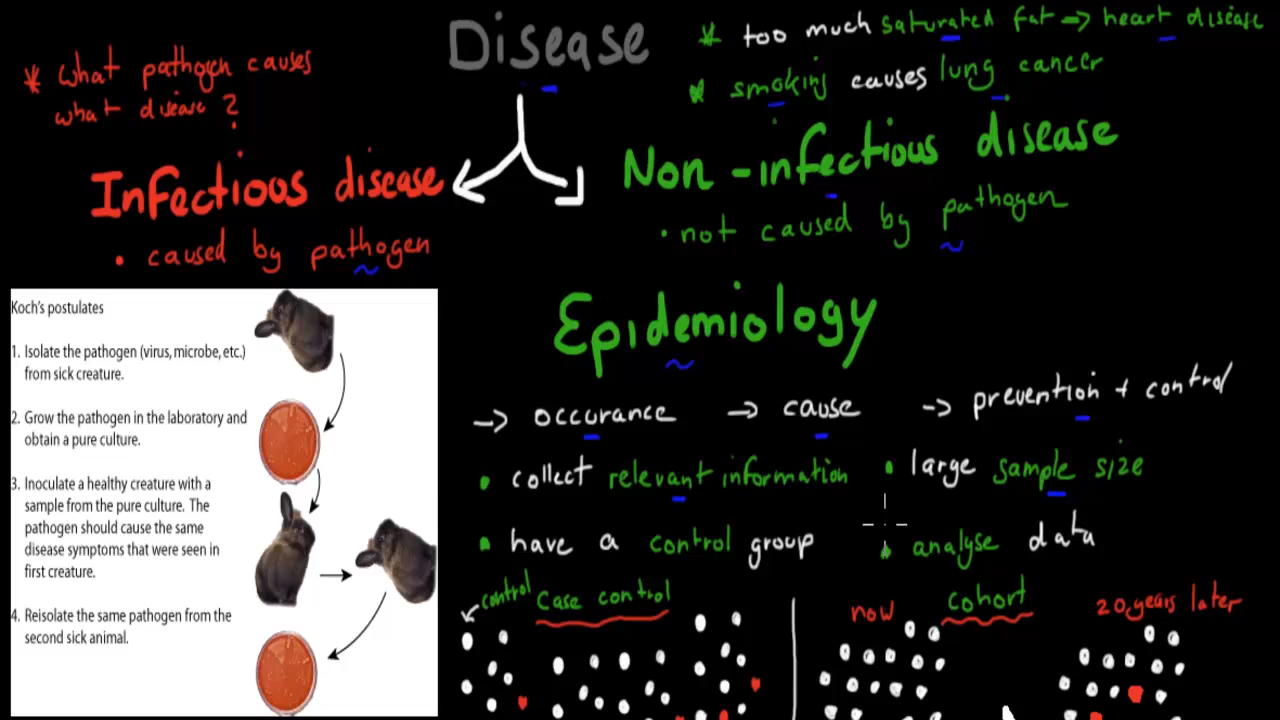 Disease
* too much saturated fat → heart disease
* smoking causes lung cancer
* what pathogen causes
what disease ?
Infectious disease
• caused by pathogen
Non-infectious disease
• not caused by pathogen
Koch's postulates
1. Isolate the pathogen (virus, microbe, etc.)
from sick creature.
2. Grow the pathogen in the laboratory and
obtain a pure culture.
3. Inoculate a healthy creature with a
sample from the pure culture. The
pathogen should cause the same
disease symptoms that were seen in
first creature.
4. Reisolate the same pathogen from the
second sick animal.
Epidemiology
→ occurance → cause → prevention + control
• collect relevant information • large sample size
• have a control group • analyse data
control case control
now cohort 20 years later